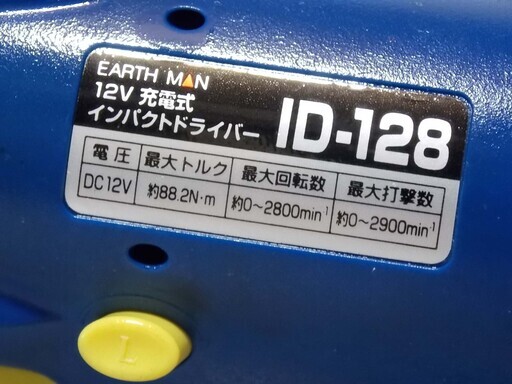 EARTH MAN
12V 充電式
インパクトドライバー ID-128
電圧 最大トルク 最大回転数 最大打撃数
DC12V 約88.2N·m 約0～2800min⁻¹ 約0～2900min⁻¹
L